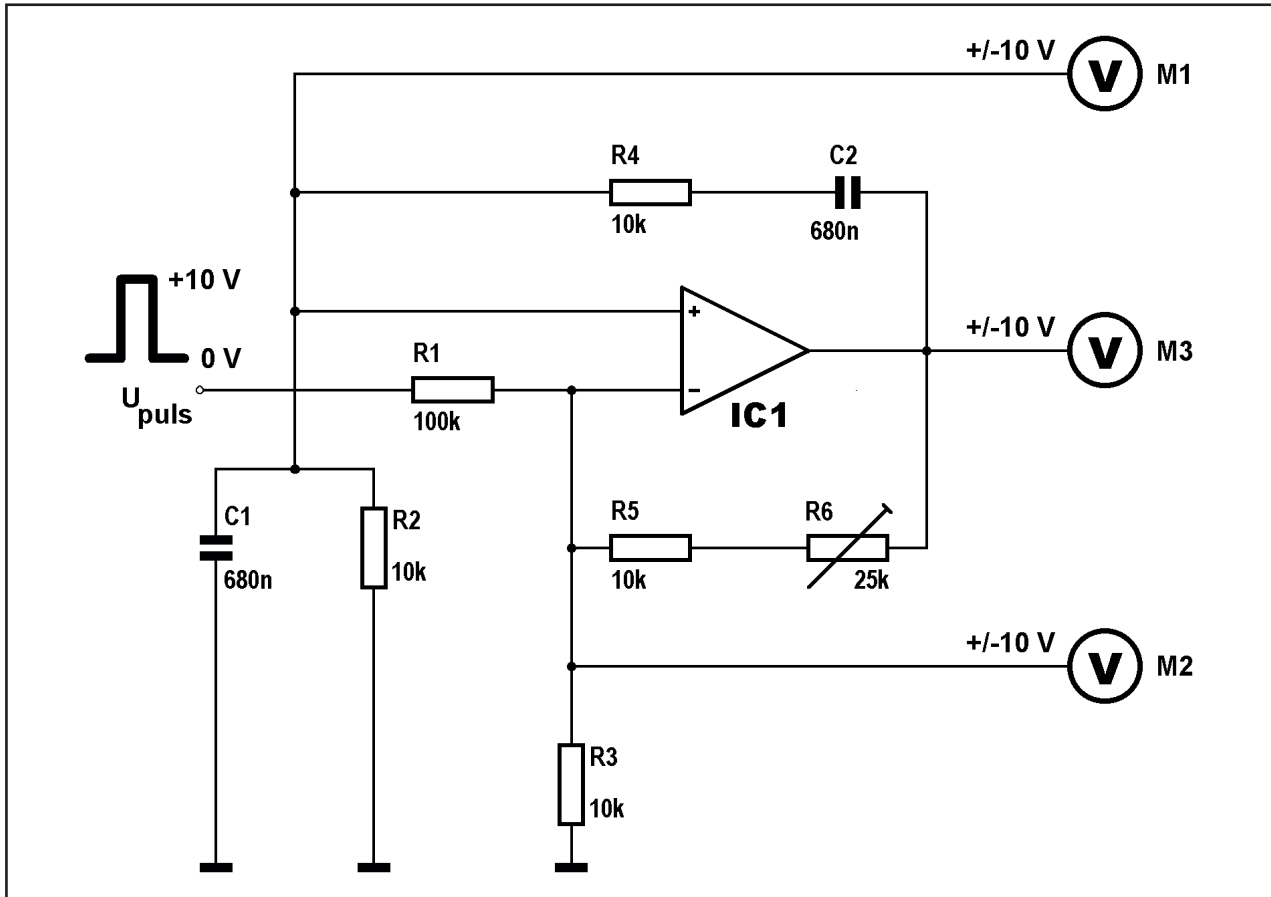 +/-10 V
V
M1
R4
10k
C2
680n
+10 V
0 V
U puls
R1
100k
+
-
IC1
+/-10 V
V
M3
C1
680n
R2
10k
R5
10k
R6
25k
+/-10 V
V
M2
R3
10k